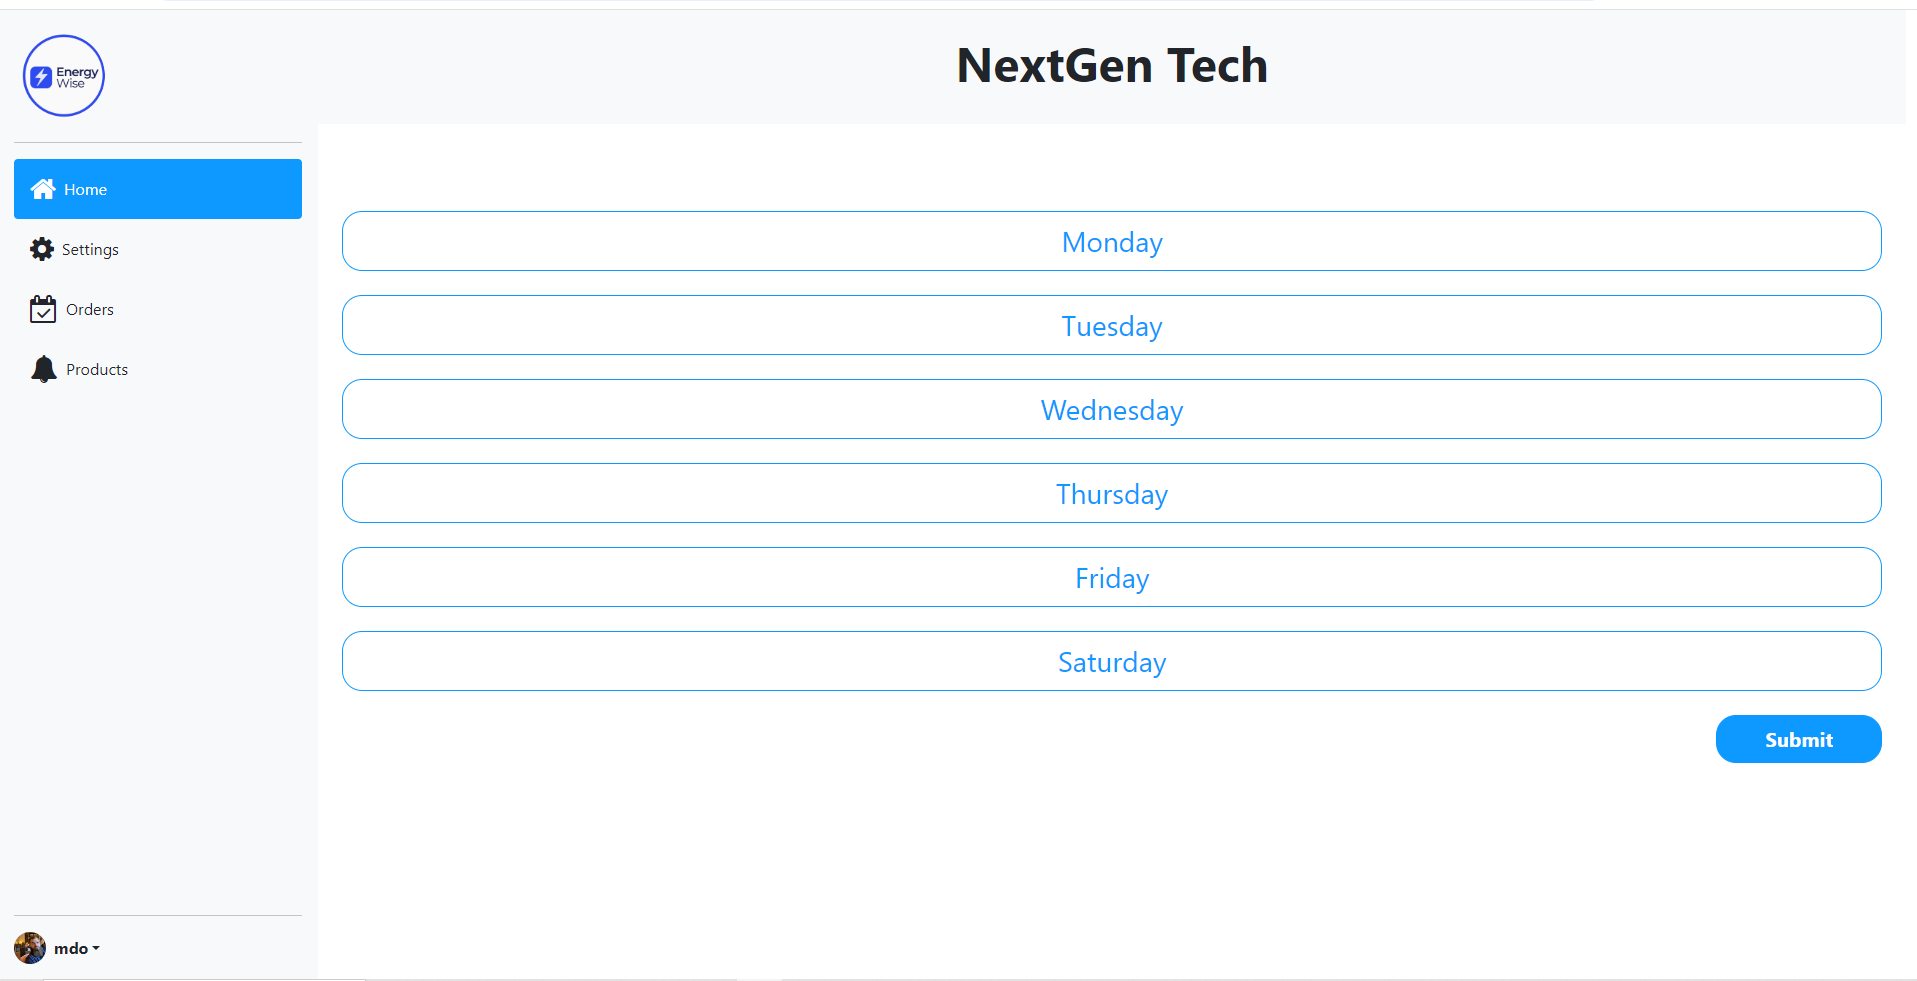 Energy
Wise
NextGen Tech
Home
Settings
Orders
Products
Monday
Tuesday
Wednesday
Thursday
Friday
Saturday
Submit
mdo